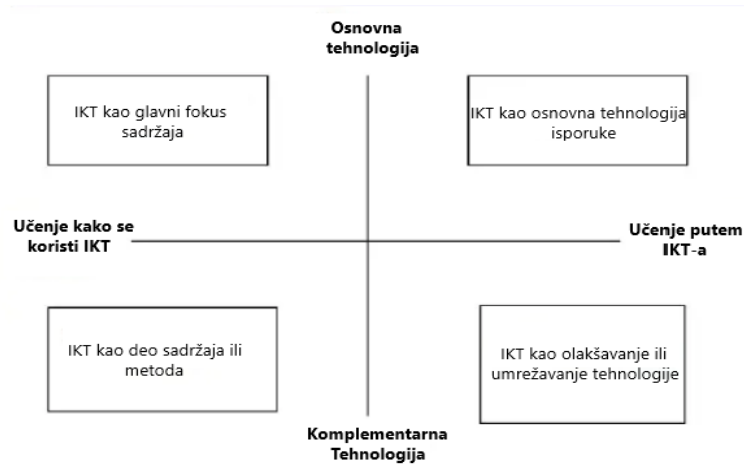 Osnovna
tehnologija
IKT kao glavni fokus
sadržaja
IKT kao osnovna tehnologija
isporuke
Učenje kako se
koristi IKT
Učenje putem
IKT-a
IKT kao deo sadržaja ili
metoda
IKT kao olakšavanje ili
umrežavanje tehnologije
Komplementarna
Tehnologija